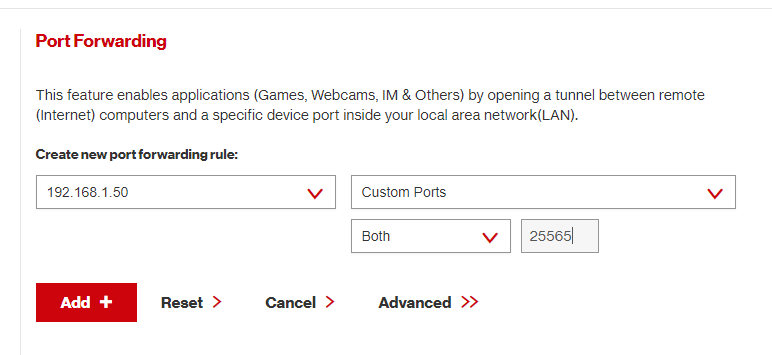 Port Forwarding
This feature enables applications (Games, Webcams, IM & Others) by opening a tunnel between remote
(Internet) computers and a specific device port inside your local area network(LAN).
Create new port forwarding rule:
192.168.1.50
Custom Ports
Both
25565
Add +
Reset >
Cancel >
Advanced >>